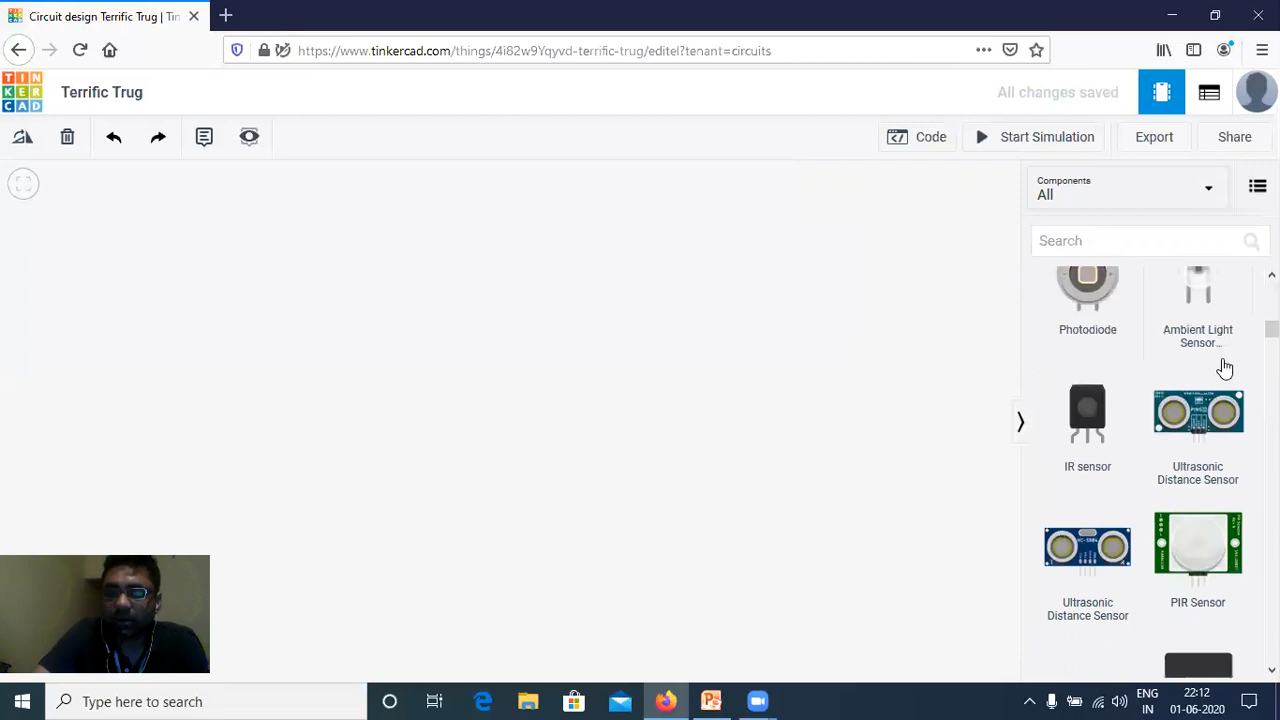 Circuit design Terrific Trug | Tin
https://www.tinkercad.com/things/4i82w9Yqyvd-terrific-trug/editel?tenant=circuits
TIN
KER
CAD
Terrific Trug
All changes saved
Code
Start Simulation
Export
Share
Components
All
Search
Photodiode
Ambient Light
Sensor...
IR sensor
Ultrasonic
Distance Sensor
Ultrasonic
Distance Sensor
PIR Sensor
Type here to search
ENG
IN
22:12
01-06-2020